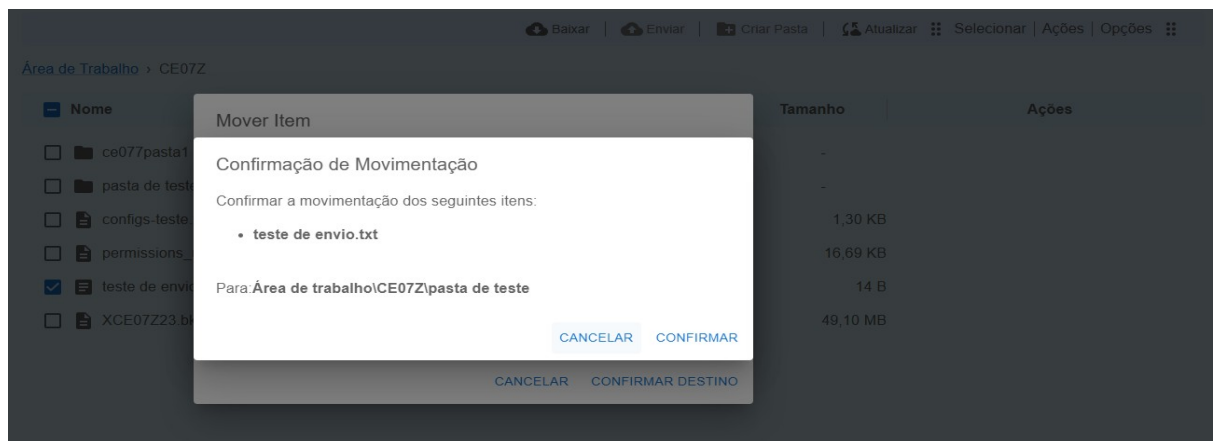 Baixar | Enviar | Criar Pasta | Atualizar Selecionar | Ações | Opções
Área de Trabalho › CE07Z
Nome Tamanho Ações
Mover Item
ce077pasta1 -
pasta de teste -
configs-teste. 1,30 KB
permissions_ 16,69 KB
teste de envio 14 B
XCE07Z23.bk 49,10 MB
Confirmação de Movimentação
Confirmar a movimentação dos seguintes itens:
• teste de envio.txt
Para:Área de trabalho\CE07Z\pasta de teste
CANCELAR CONFIRMAR
CANCELAR CONFIRMAR DESTINO